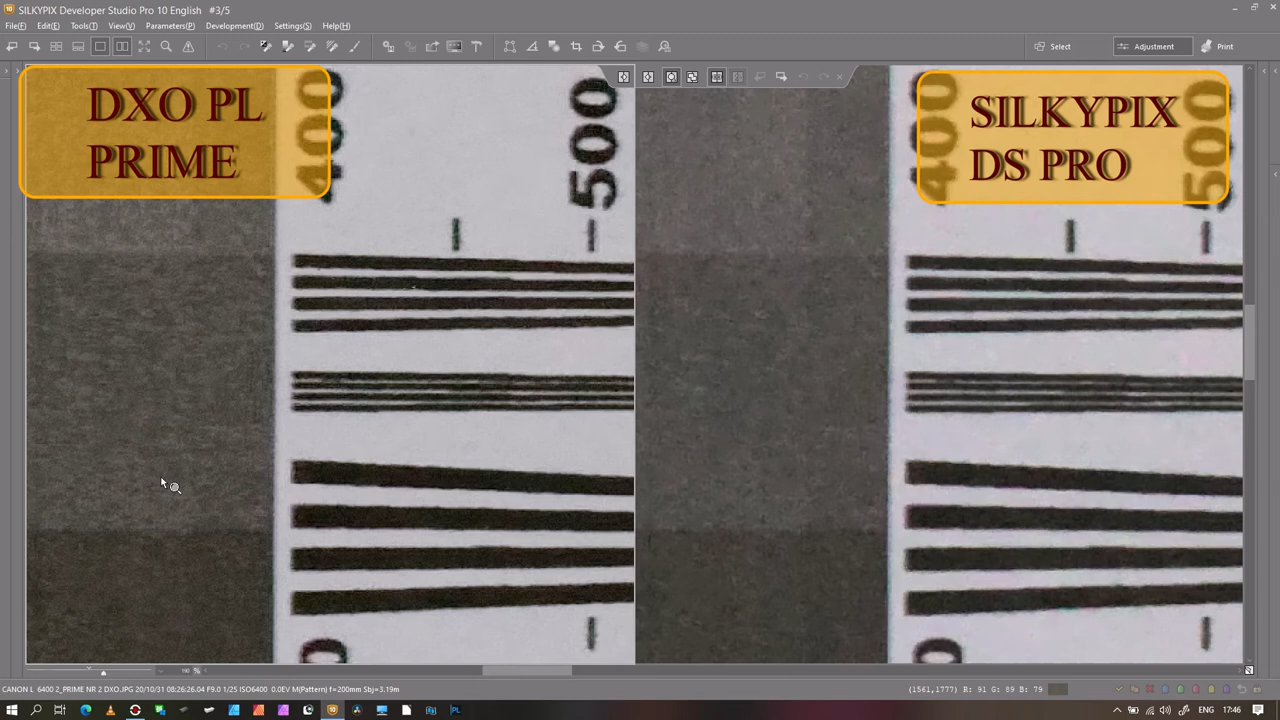 SILKYPIX Developer Studio Pro 10 English #3/5
File(F) Edit(E) Tools(T) View(V) Parameters(P) Development(D) Settings(S) Help(H)
Select Adjustment Print
DXO PL
PRIME
400
-500
SILKYPIX
DS PRO
400
500
0
0
100 %
CANON L 6400 2_PRIME NR 2 DXO.JPG 20/10/31 08:26:26.04 F9.0 1/25 ISO6400 0.0EV M(Pattern) f=200mm Sbj=3.19m
(1561,1777) R: 91 G: 89 B: 79
ENG 17:46